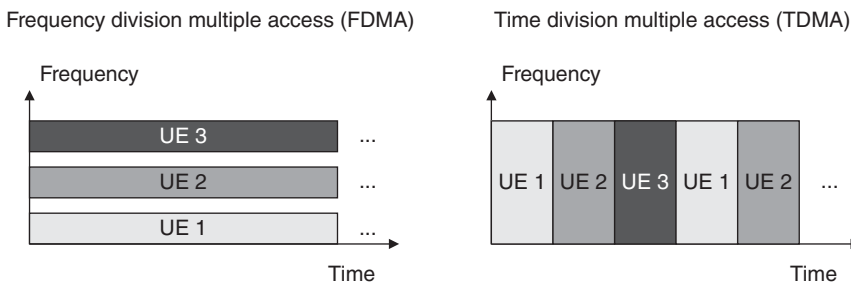 Frequency division multiple access (FDMA)
Frequency
UE 3
...
UE 2
...
UE 1
...
Time
Time division multiple access (TDMA)
Frequency
UE 1 UE 2 UE 3 UE 1 UE 2 ...
Time